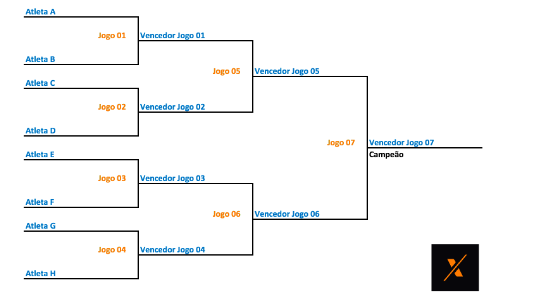 Atleta A
Jogo 01
Vencedor Jogo 01
Atleta B
Jogo 05
Vencedor Jogo 05
Atleta C
Jogo 02
Vencedor Jogo 02
Atleta D
Jogo 07
Vencedor Jogo 07
Campeão
Atleta E
Jogo 03
Vencedor Jogo 03
Atleta F
Jogo 06
Vencedor Jogo 06
Atleta G
Jogo 04
Vencedor Jogo 04
Atleta H